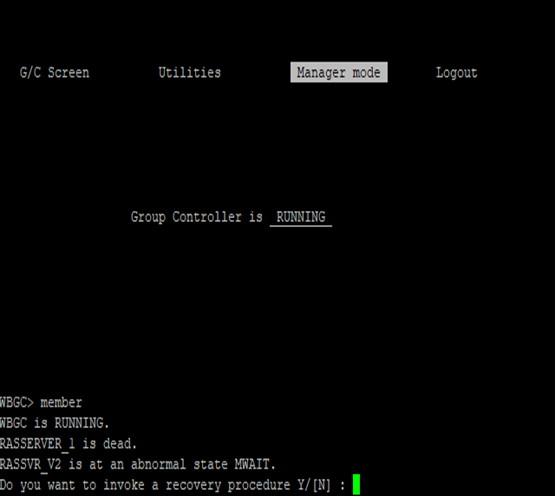 G/C Screen Utilities Manager mode Logout
Group Controller is RUNNING
WBGC> member
WBGC is RUNNING.
RASSERVER_1 is dead.
RASSVR_V2 is at an abnormal state MWAIT.
Do you want to invoke a recovery procedure Y/[N] :